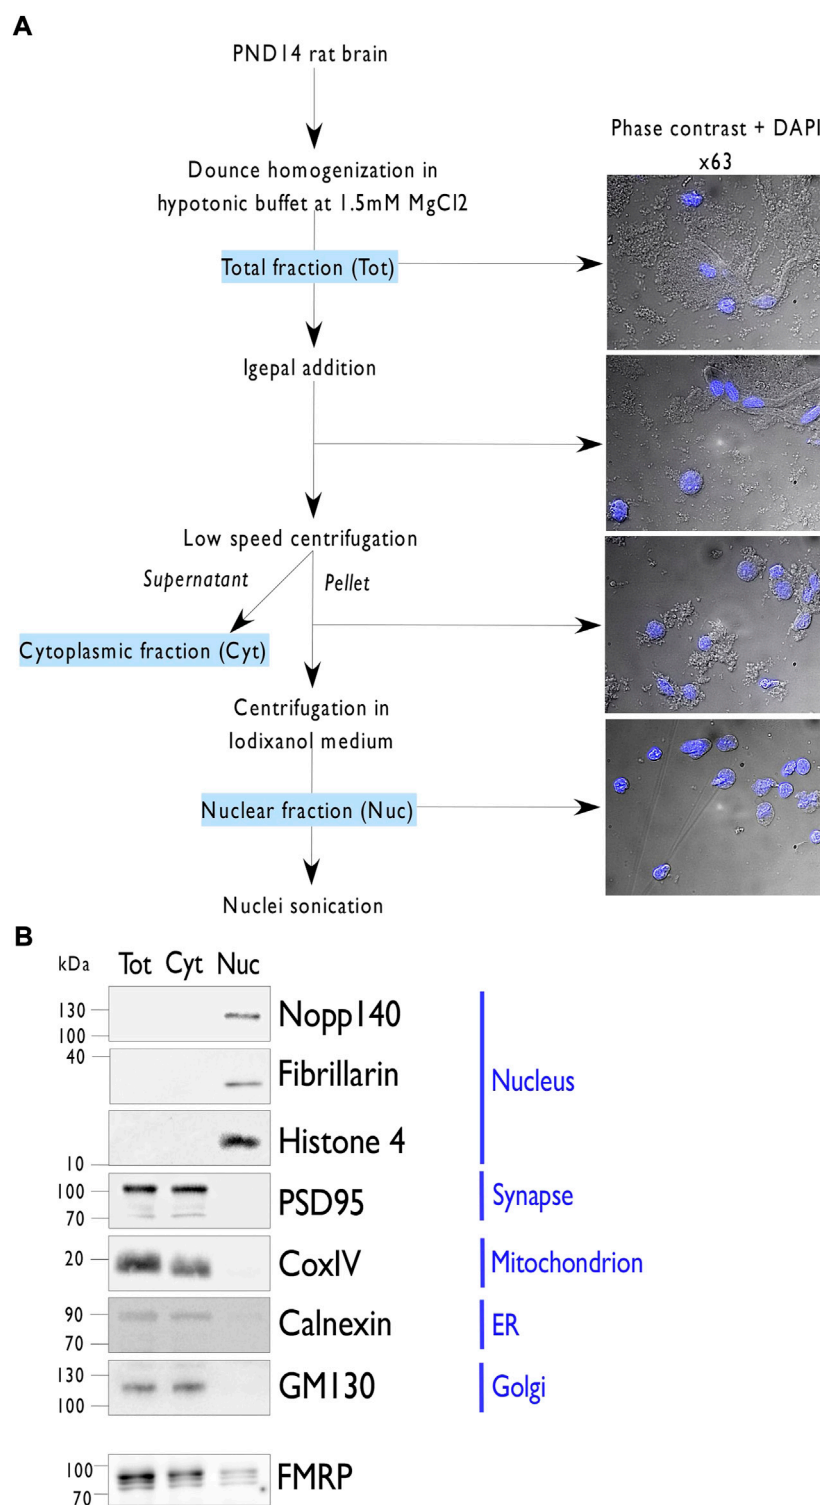 A
PND14 rat brain
Dounce homogenization in
hypotonic buffet at 1.5mM MgCl2
Total fraction (Tot)
Igepal addition
Low speed centrifugation
Supernatant
Pellet
Cytoplasmic fraction (Cyt)
Centrifugation in
Iodixanol medium
Nuclear fraction (Nuc)
Nuclei sonication
Phase contrast + DAPI
x63
B
kDa Tot Cyt Nuc
130
100
Nopp140
40
Fibrillarin
10
Histone 4
Nucleus
100
70
PSD95
Synapse
20
CoxIV
Mitochondrion
90
70
Calnexin
ER
130
100
GM130
Golgi
100
70
FMRP